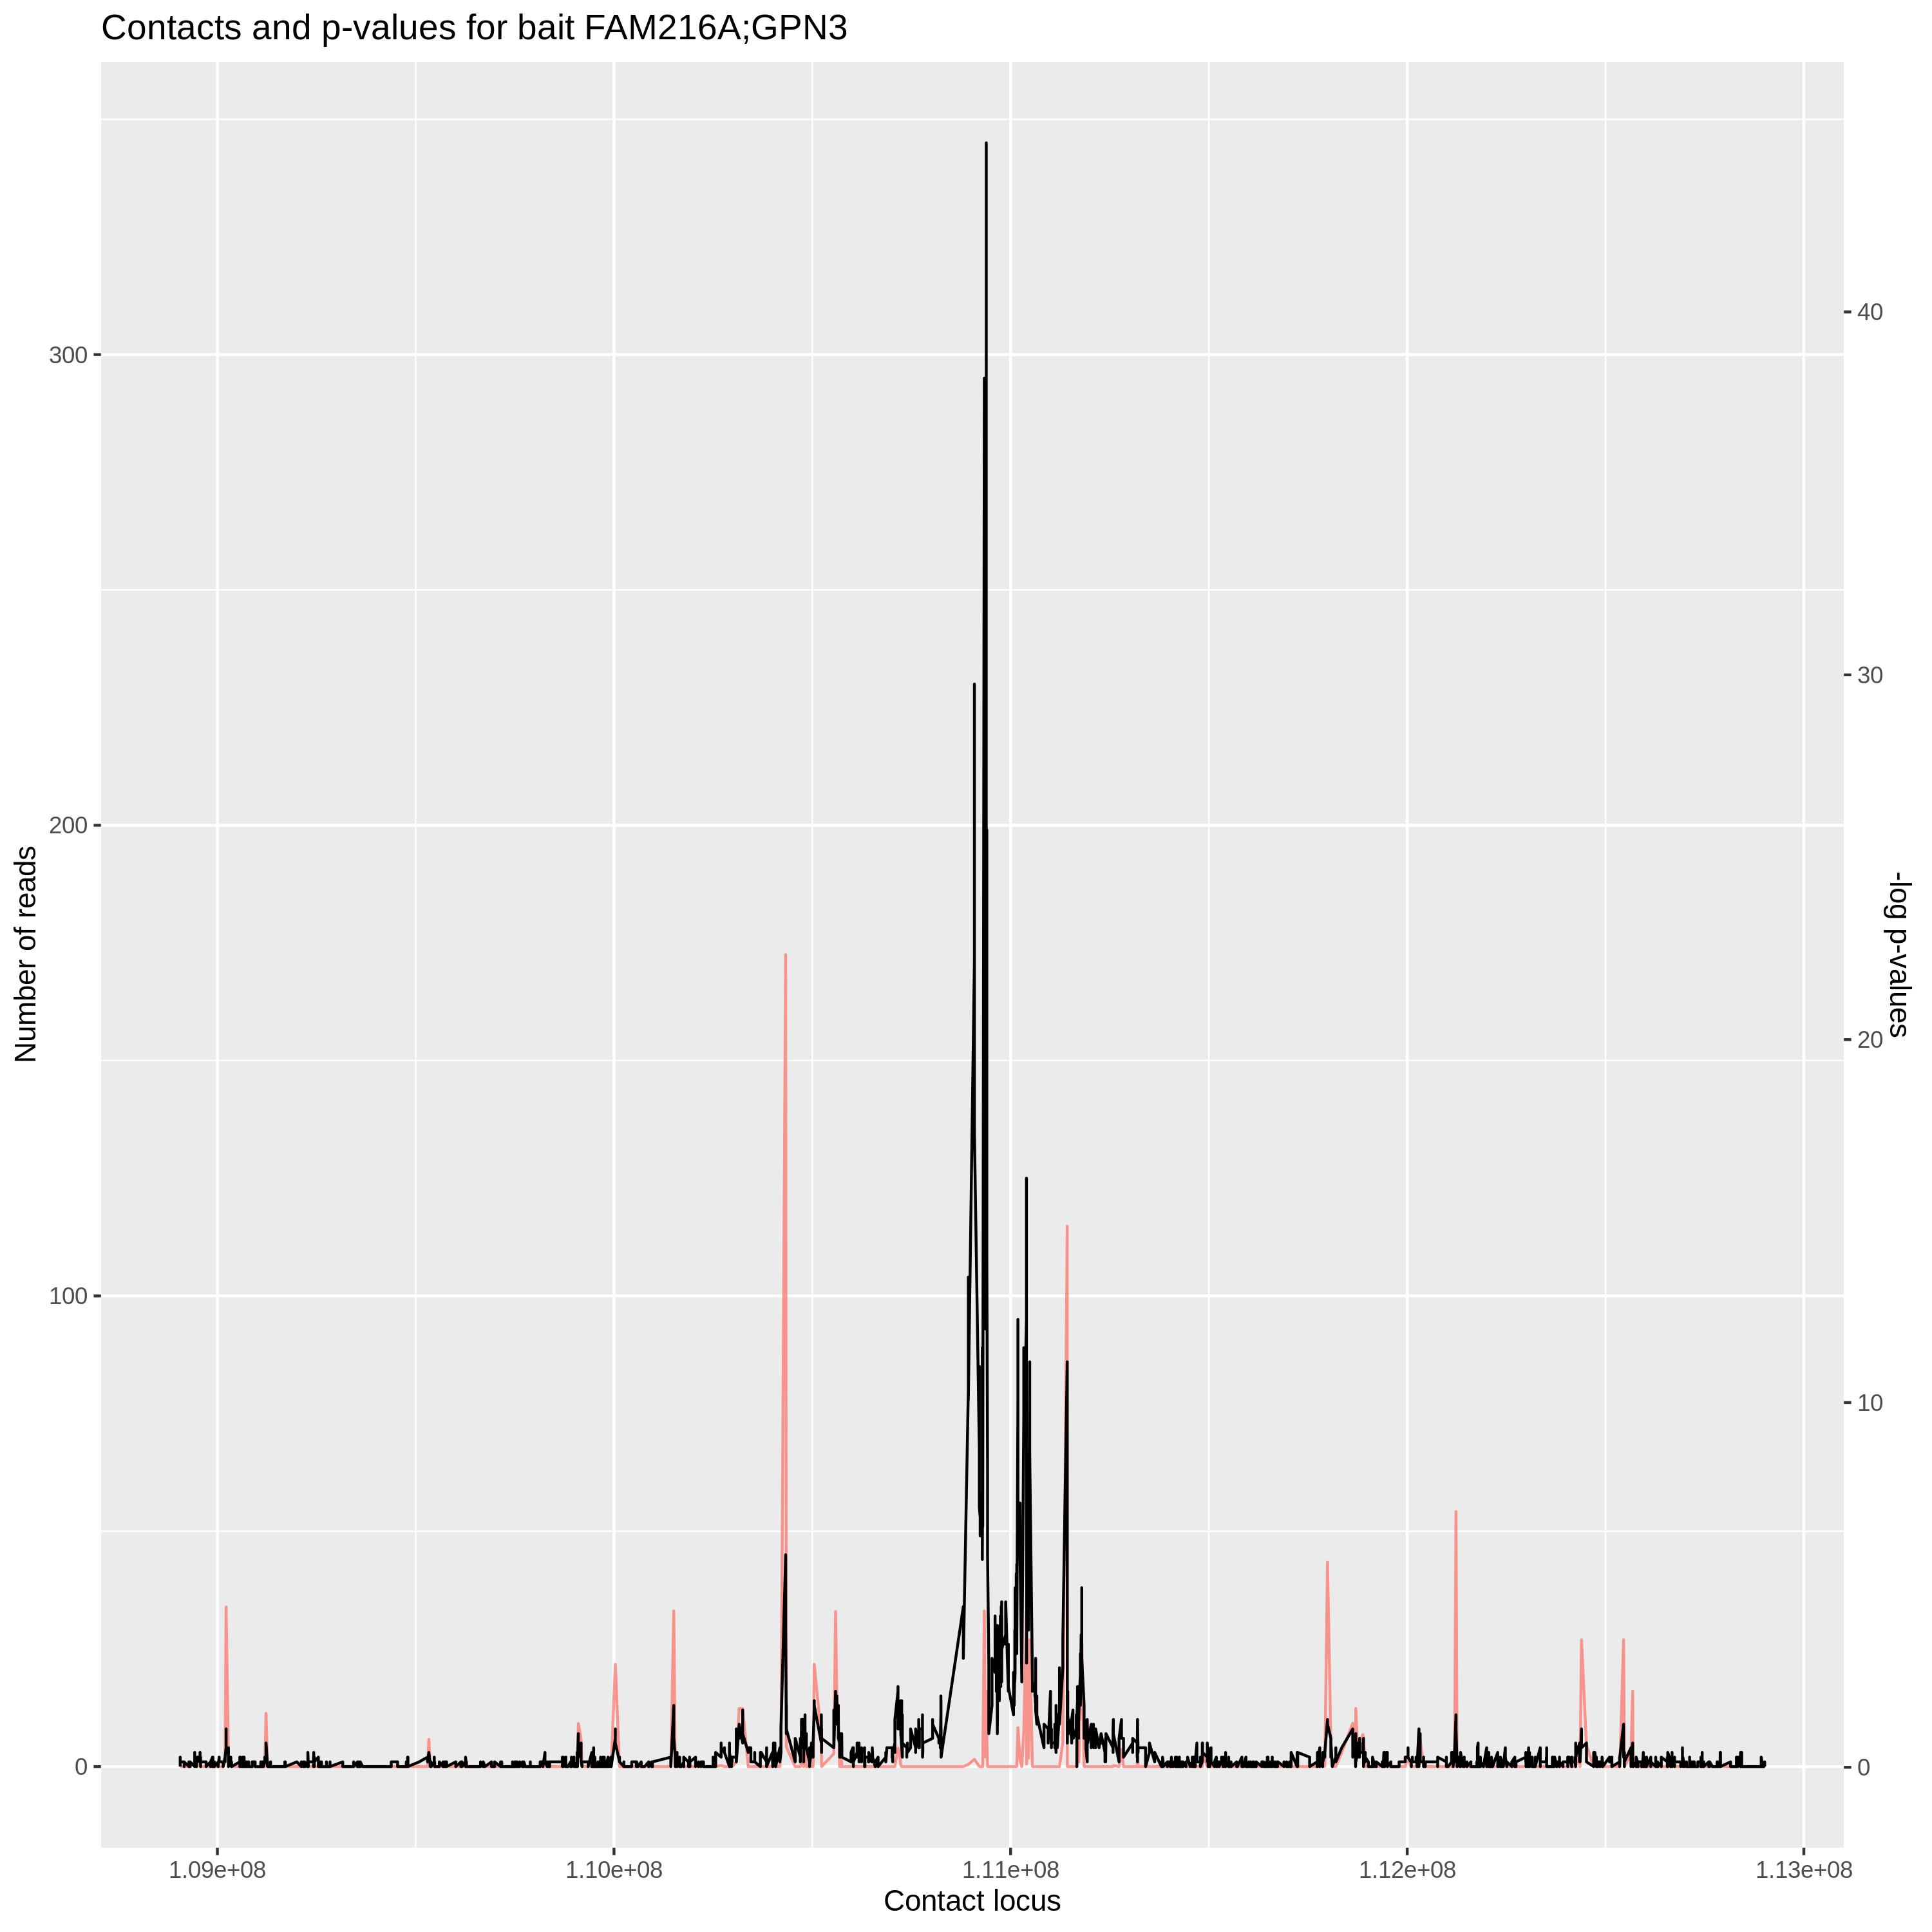 Contacts and p-values for bait FAM216A;GPN3
Number of reads
300
200
100
0
40
30
20
10
0
-log p-values
1.09e+08
1.10e+08
1.11e+08
1.12e+08
1.13e+08
Contact locus